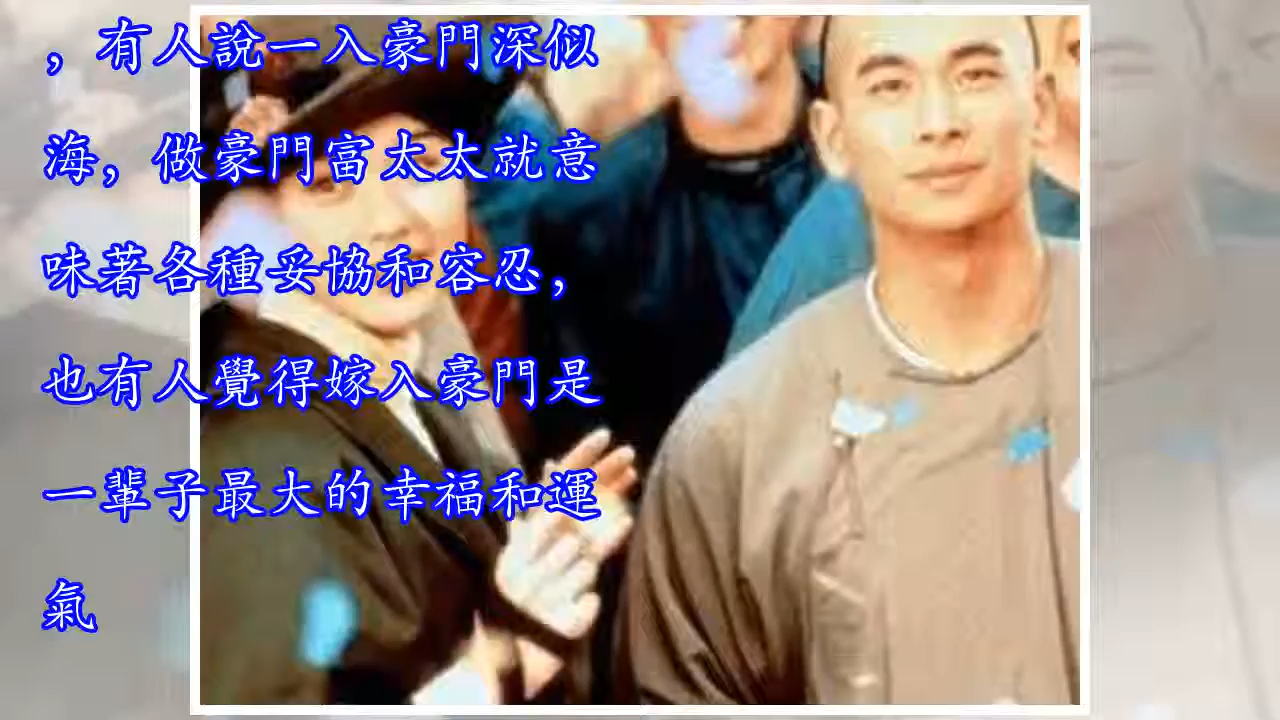 ，有人說一入豪門深似
海，做豪門富太太就意
味著各種妥協和容忍，
也有人覺得嫁入豪門是
一輩子最大的幸福和運
氣